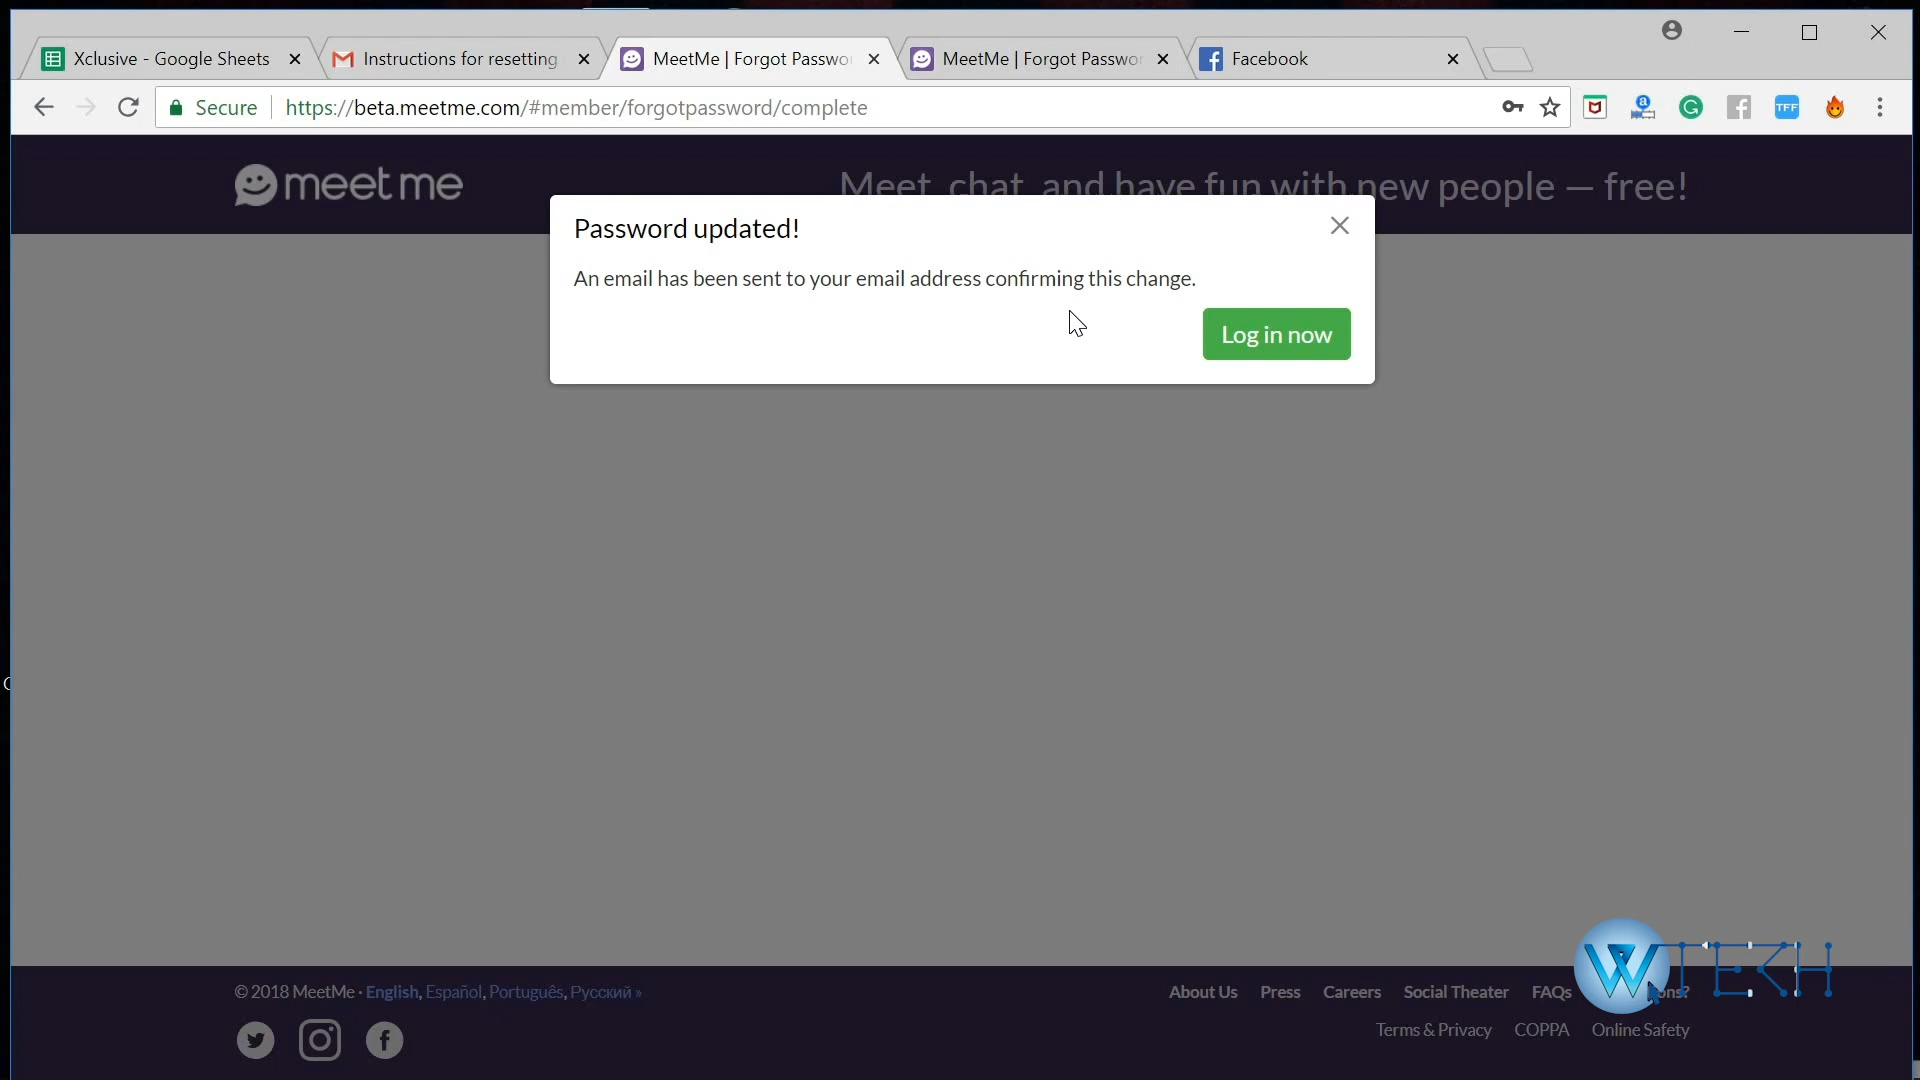 Xclusive - Google Sheets
Instructions for resetting
MeetMe | Forgot Passwo
MeetMe | Forgot Passwor
Facebook
Secure
https://beta.meetme.com/#member/forgotpassword/complete
TFF
meetme
Meet, chat, and have fun with new people — free!
Password updated!
An email has been sent to your email address confirming this change.
Log in now
© 2018 MeetMe · English, Español, Português, Русский »
About Us Press Careers Social Theater FAQs
Terms & Privacy COPPA Online Safety
WTEKH